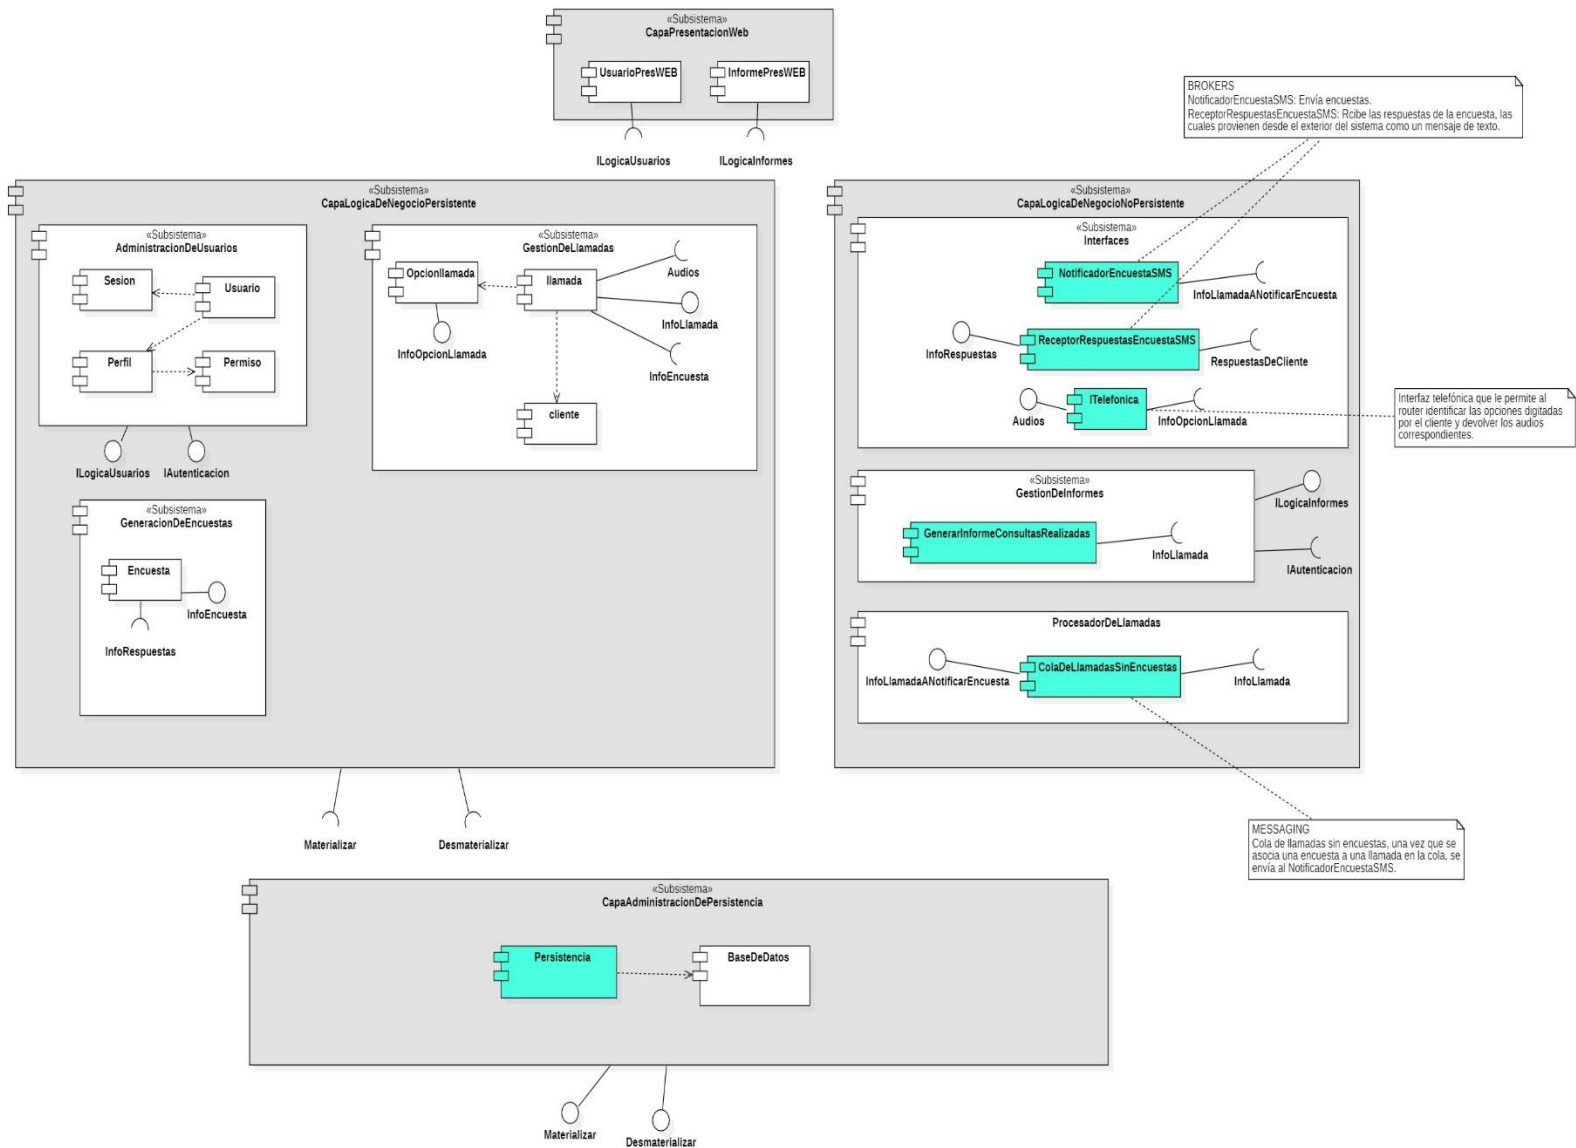 «Subsistema»
CapaPresentacionWeb
UsuarioPresWEB
InformePresWEB
ILogicaUsuarios
ILogicaInformes
BROKERS
NotificadorEncuestaSMS: Envía encuestas.
ReceptorRespuestasEncuestaSMS: Rcibe las respuestas de la encuesta, las
cuales provienen desde el exterior del sistema como un mensaje de texto.
«Subsistema»
CapaLogicaDeNegocioPersistente
«Subsistema»
AdministracionDeUsuarios
Sesion
Usuario
Perfil
Permiso
ILogicaUsuarios
IAutenticacion
«Subsistema»
GestionDeLlamadas
Opcionllamada
llamada
Audios
InfoLlamada
InfoOpcionLlamada
InfoEncuesta
cliente
«Subsistema»
GeneracionDeEncuestas
Encuesta
InfoEncuesta
InfoRespuestas
Materializar
Desmaterializar
«Subsistema»
CapaLogicaDeNegocioNoPersistente
«Subsistema»
Interfaces
NotificadorEncuestaSMS
InfoLlamadaANotificarEncuesta
ReceptorRespuestasEncuestaSMS
InfoRespuestas
RespuestasDeCliente
ITelefonica
Audios
InfoOpcionLlamada
Interfaz telefónica que le permite al
router identificar las opciones digitadas
por el cliente y devolver los audios
correspondientes.
«Subsistema»
GestionDeInformes
GenerarInformeConsultasRealizadas
InfoLlamada
ILogicaInformes
IAutenticacion
ProcesadorDeLlamadas
ColaDeLlamadasSinEncuestas
InfoLlamadaANotificarEncuesta
InfoLlamada
MESSAGING
Cola de llamadas sin encuestas, una vez que se
asocia una encuesta a una llamada en la cola, se
envía al NotificadorEncuestaSMS.
«Subsistema»
CapaAdministracionDePersistencia
Persistencia
BaseDeDatos
Materializar
Desmaterializar